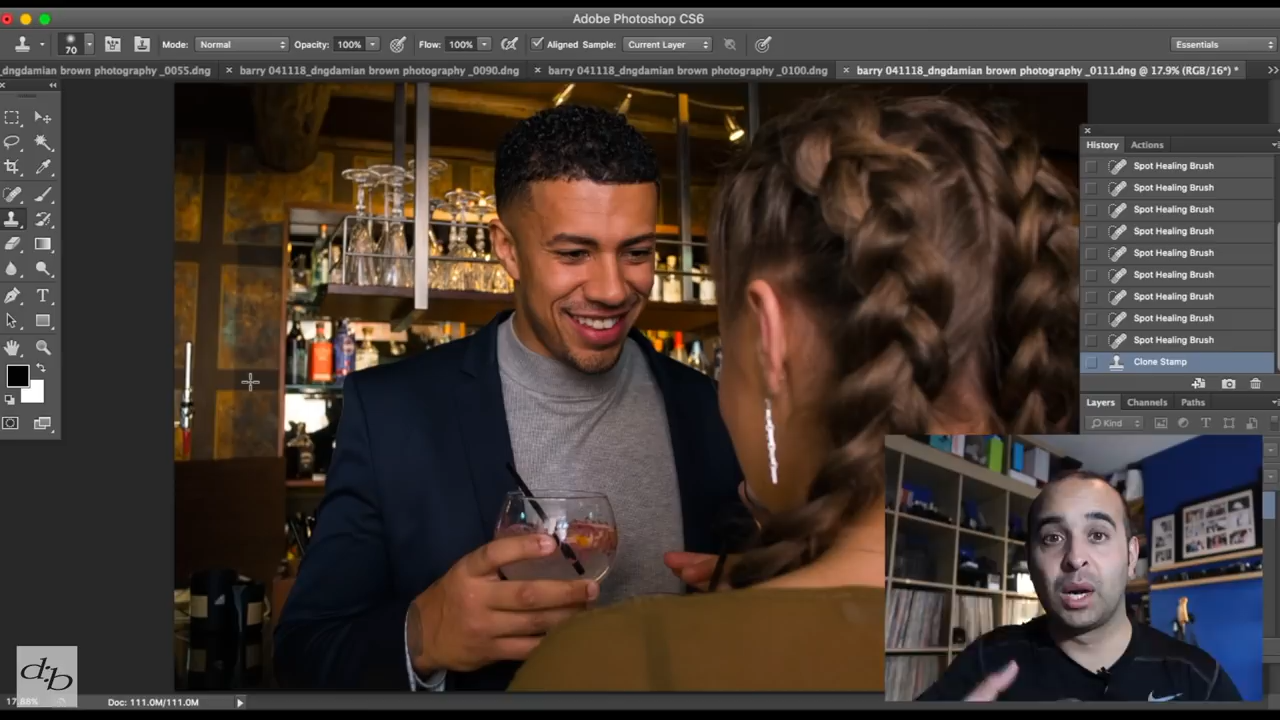 Adobe Photoshop CS6
70 Mode: Normal Opacity: 100% Flow: 100% Aligned Sample: Current Layer Essentials
_dngdamian brown photography _0055.dng × barry 041118_dngdamian brown photography _0090.dng × barry 041118_dngdamian brown photography _0100.dng × barry 041118_dngdamian brown photography _0111.dng @ 17.9% (RGB/16*) *
History Actions
Spot Healing Brush
Spot Healing Brush
Spot Healing Brush
Spot Healing Brush
Spot Healing Brush
Spot Healing Brush
Spot Healing Brush
Spot Healing Brush
Spot Healing Brush
Clone Stamp
Layers Channels Paths
Kind
d:b
Doc: 111.0M/111.0M